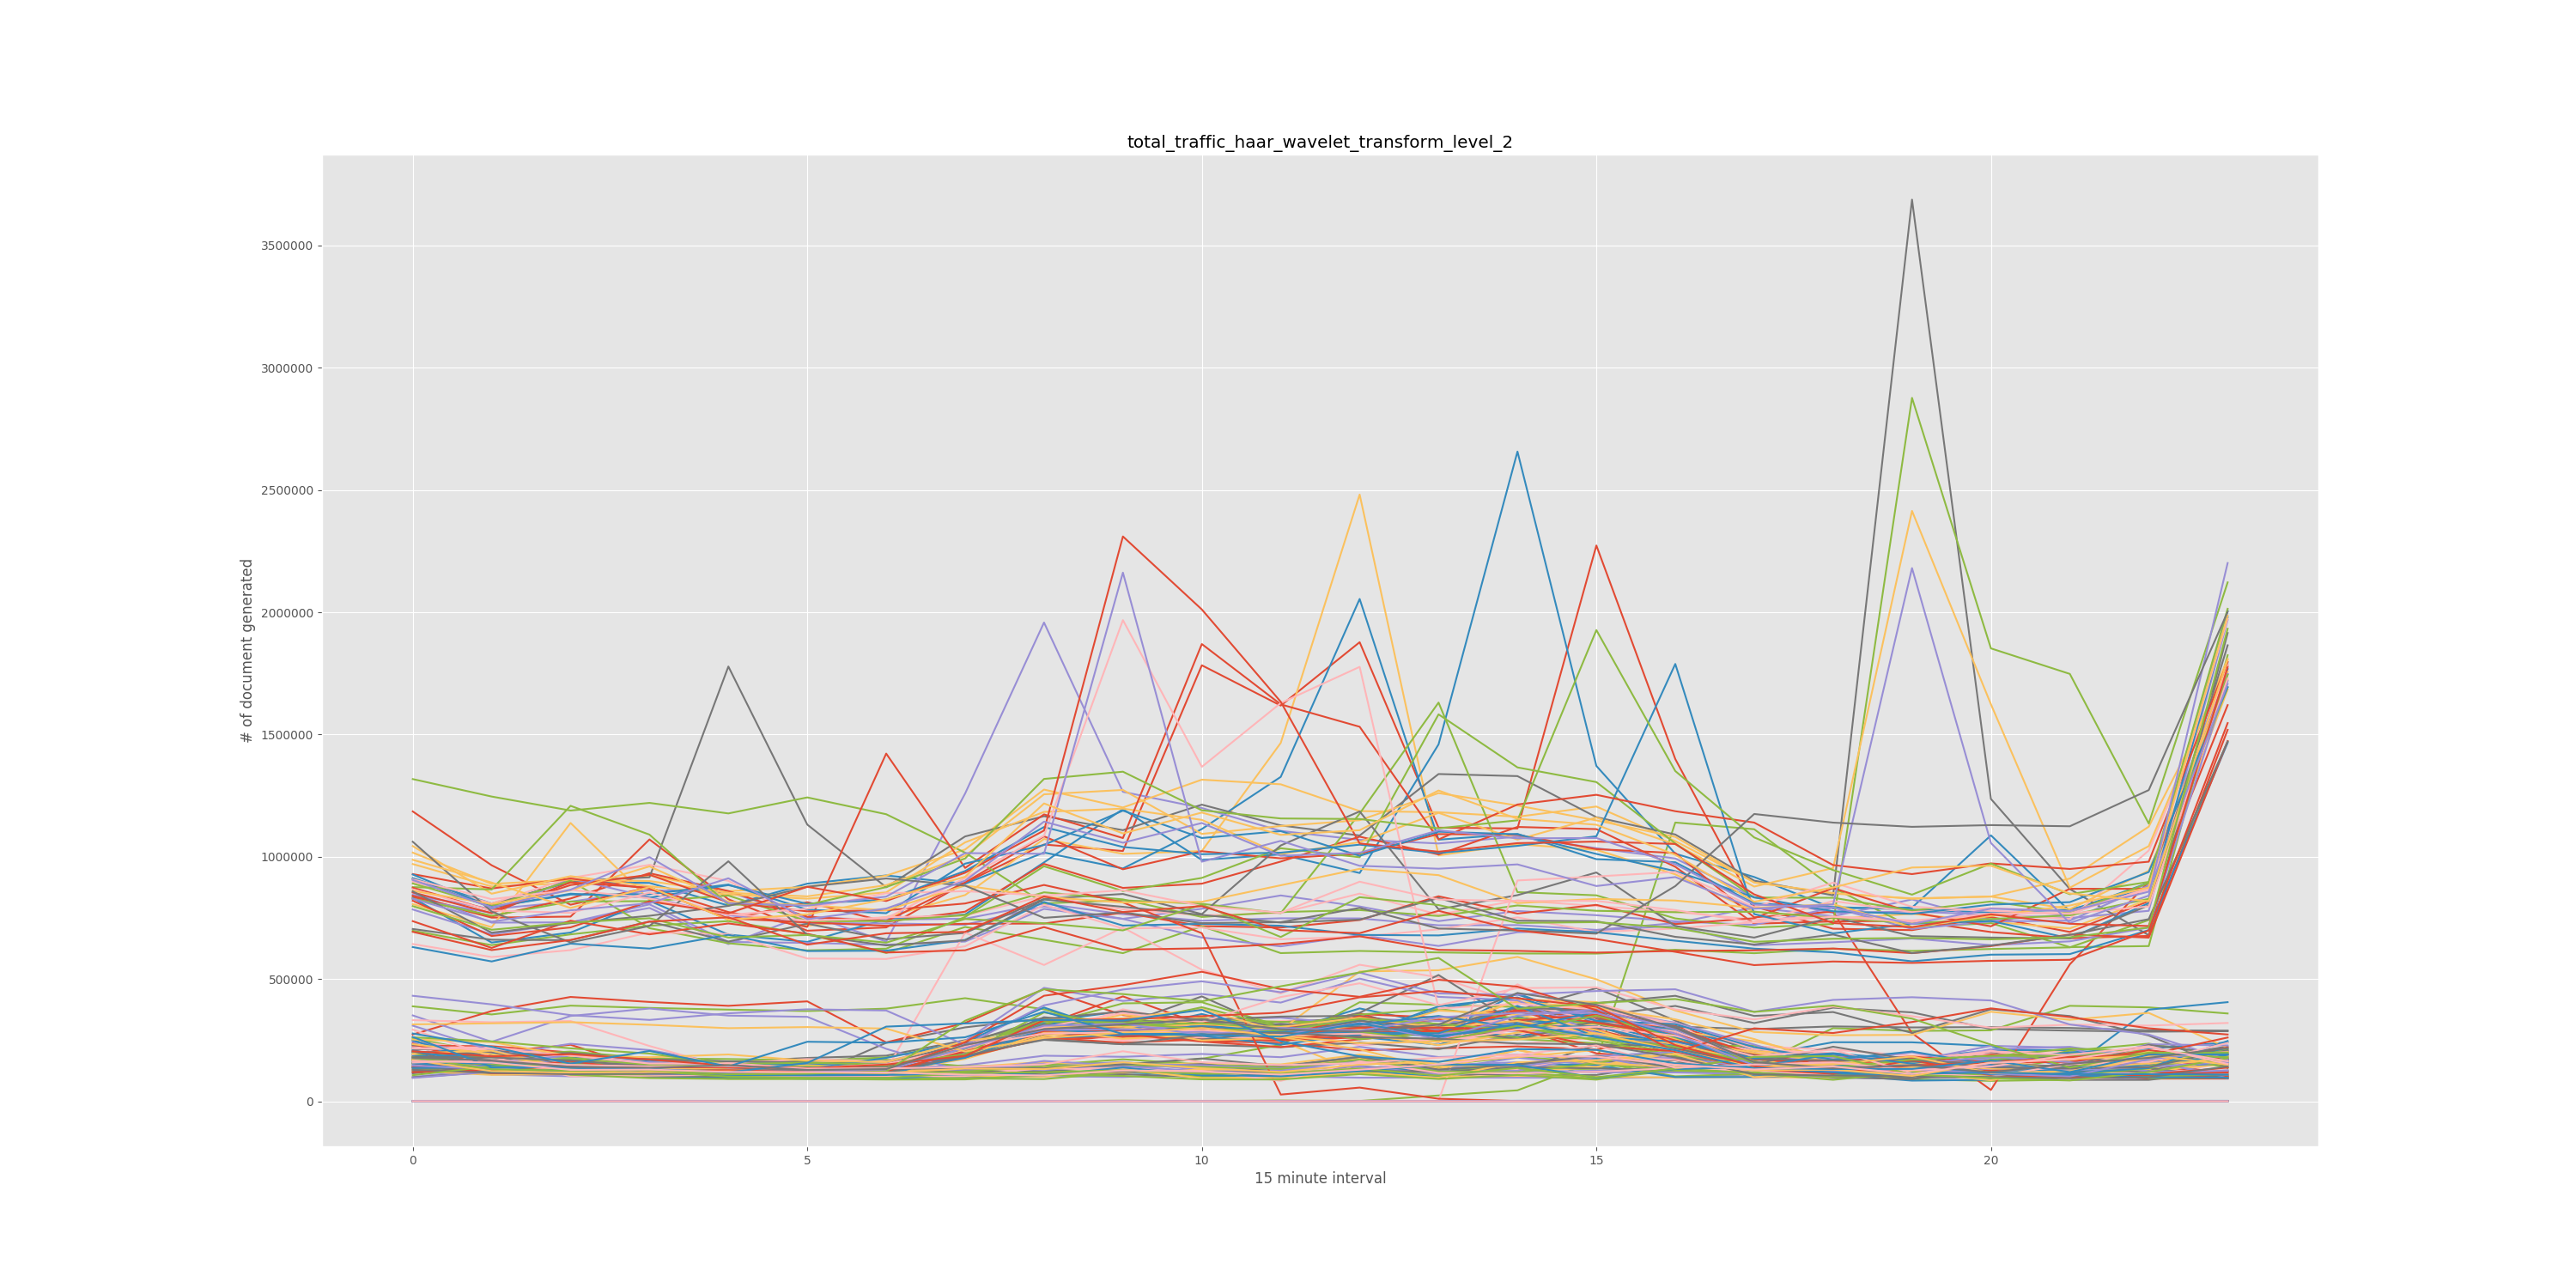 total_traffic_haar_wavelet_transform_level_2
3500000
3000000
2500000
2000000
1500000
1000000
500000
0
# of document generated
0 5 10 15 20
15 minute interval